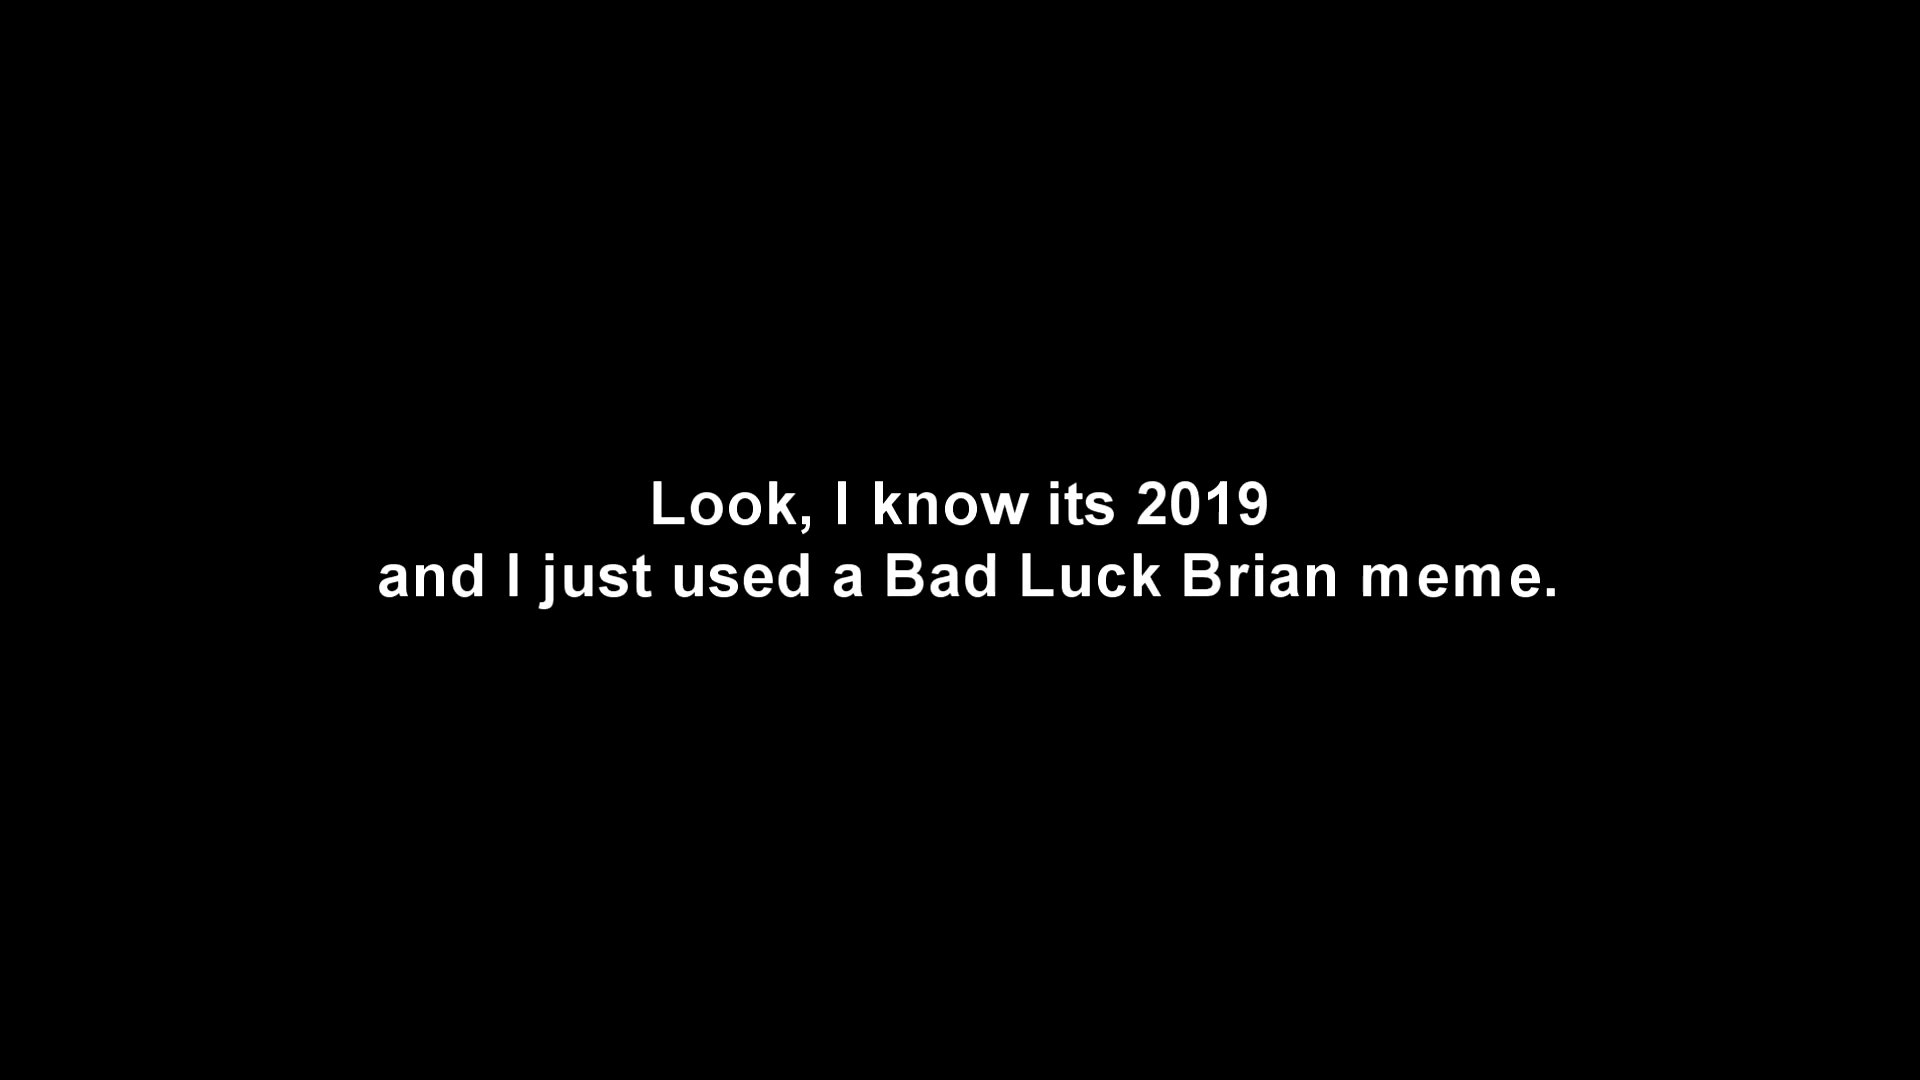 Look, I know its 2019
and I just used a Bad Luck Brian meme.